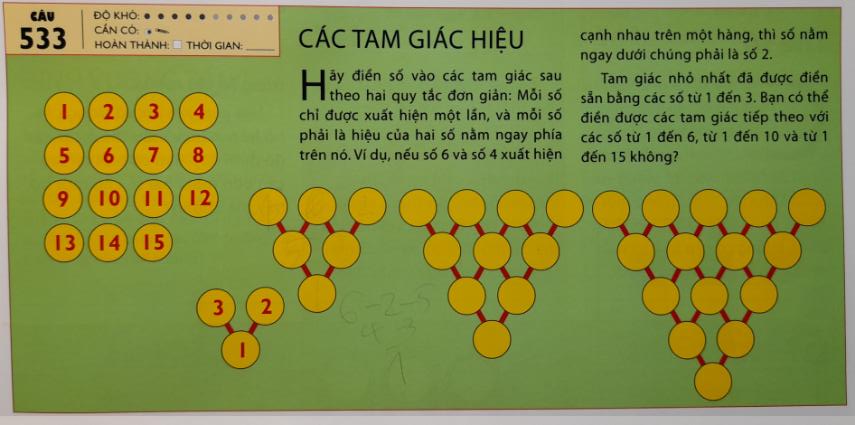 CÂU
533
ĐỘ KHÓ:
CẦN CÓ:
HOÀN THÀNH: THỜI GIAN:
CÁC TAM GIÁC HIỆU
Hãy điền số vào các tam giác sau
theo hai quy tắc đơn giản: Mỗi số
chỉ được xuất hiện một lần, và mỗi số
phải là hiệu của hai số nằm ngay phía
trên nó. Ví dụ, nếu số 6 và số 4 xuất hiện
cạnh nhau trên một hàng, thì số nằm
ngay dưới chúng phải là số 2.
Tam giác nhỏ nhất đã được điền
sẵn bằng các số từ 1 đến 3. Bạn có thể
điền được các tam giác tiếp theo với
các số từ 1 đến 6, từ 1 đến 10 và từ 1
đến 15 không?
1 2 3 4
5 6 7 8
9 10 11 12
13 14 15
3 2
1
6-2-5
4 3
1